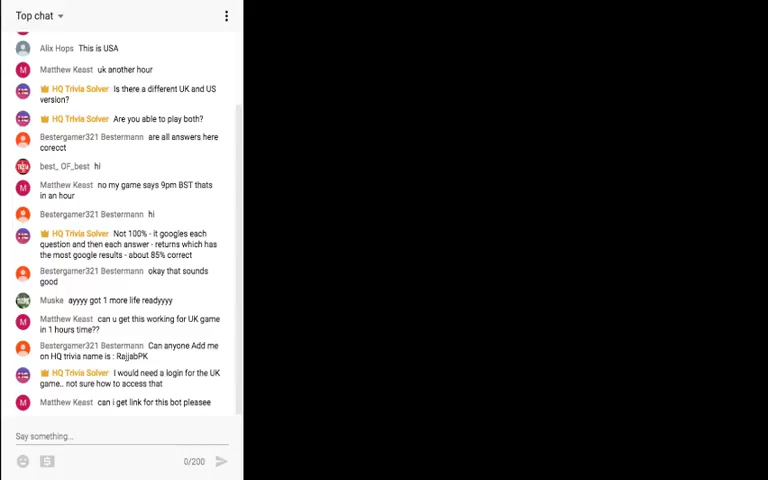 Top chat
Alix Hops This is USA
Matthew Keast uk another hour
HQ Trivia Solver Is there a different UK and US
version?
HQ Trivia Solver Are you able to play both?
Bestergamer321 Bestermann are all answers here
corecct
best_ OF_best hi
Matthew Keast no my game says 9pm BST thats
in an hour
Bestergamer321 Bestermann hi
HQ Trivia Solver Not 100% - it googles each
question and then each answer - returns which has
the most google results - about 85% correct
Bestergamer321 Bestermann okay that sounds
good
Muske ayyyy got 1 more life readyyyy
Matthew Keast can u get this working for UK game
in 1 hours time??
Bestergamer321 Bestermann Can anyone Add me
on HQ trivia name is : RajjabPK
HQ Trivia Solver I would need a login for the UK
game.. not sure how to access that
Matthew Keast can i get link for this bot pleasee
Say something...
0/200